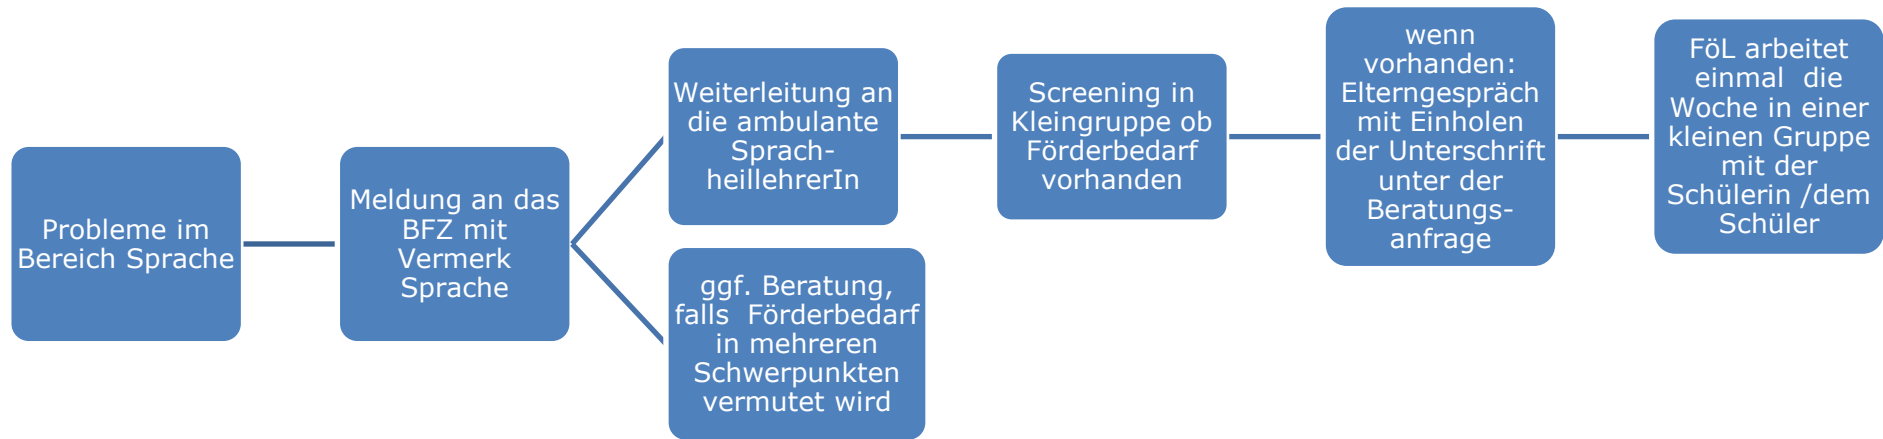 Probleme im
Bereich Sprache
Meldung an das
BFZ mit
Vermerk
Sprache
Weiterleitung an
die ambulante
Sprach-
heillehrerIn
ggf. Beratung,
falls Förderbedarf
in mehreren
Schwerpunkten
vermutet wird
Screening in
Kleingruppe ob
Förderbedarf
vorhanden
wenn
vorhanden:
Elterngespräch
mit Einholen
der Unterschrift
unter der
Beratungs-
anfrage
FöL arbeitet
einmal die
Woche in einer
kleinen Gruppe
mit der
Schülerin /dem
Schüler